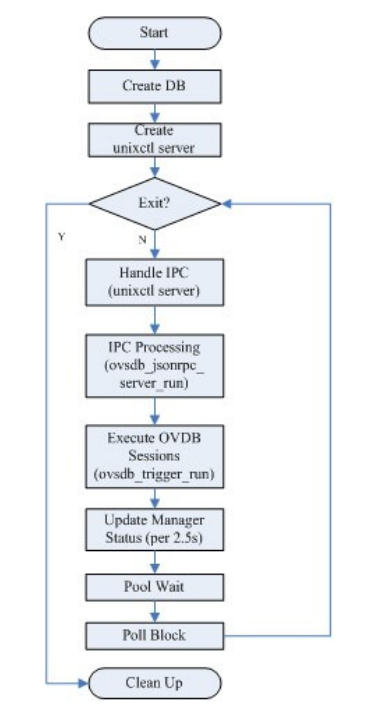 Start
Create DB
Create
unixctl server
Exit?
Y
N
Handle IPC
(unixctl server)
IPC Processing
(ovsdb_jsonrpc_
server_run)
Execute OVDB
Sessions
(ovsdb_trigger_run)
Update Manager
Status (per 2.5s)
Pool Wait
Poll Block
Clean Up